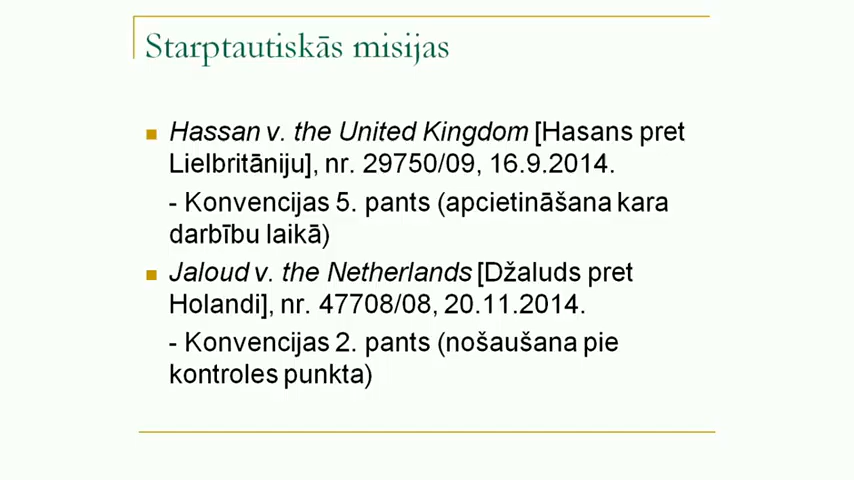 Starptautiskās misijas
Hassan v. the United Kingdom [Hasans pret
Lielbritāniju], nr. 29750/09, 16.9.2014.
- Konvencijas 5. pants (apcietināšana kara
darbību laikā)
Jaloud v. the Netherlands [Džaluds pret
Holandi], nr. 47708/08, 20.11.2014.
- Konvencijas 2. pants (nošaušana pie
kontroles punkta)